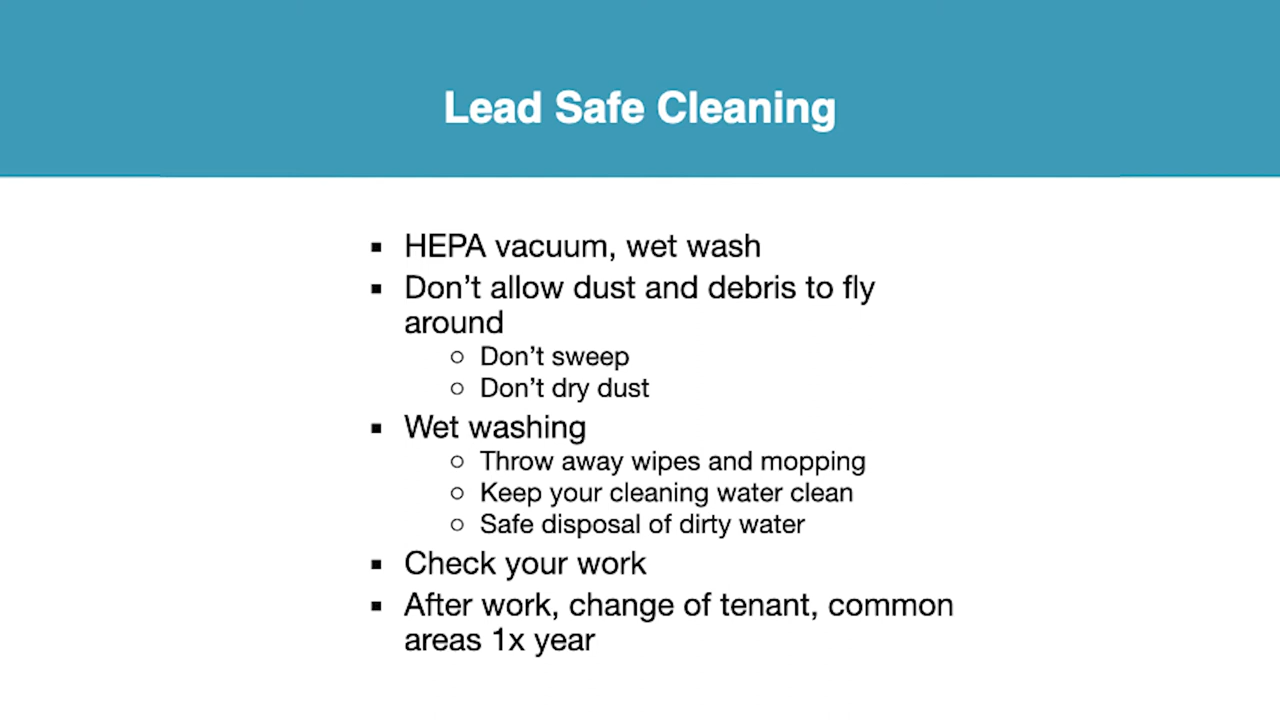 Lead Safe Cleaning
▪ HEPA vacuum, wet wash
▪ Don’t allow dust and debris to fly
around
○ Don’t sweep
○ Don’t dry dust
▪ Wet washing
○ Throw away wipes and mopping
○ Keep your cleaning water clean
○ Safe disposal of dirty water
▪ Check your work
▪ After work, change of tenant, common
areas 1x year